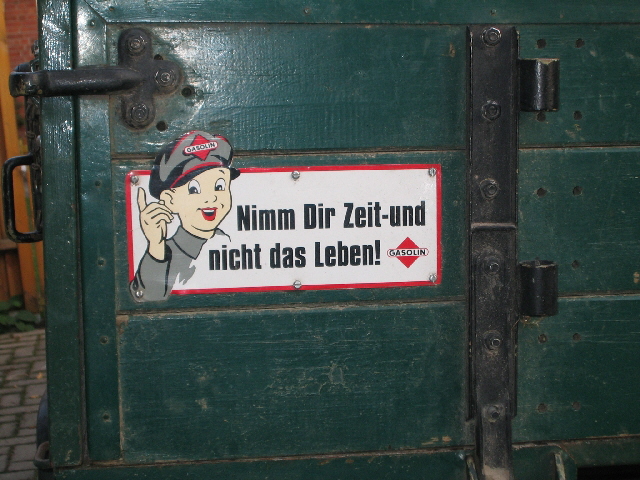 GASOLIN
Nimm Dir Zeit-und
nicht das Leben!
GASOLIN